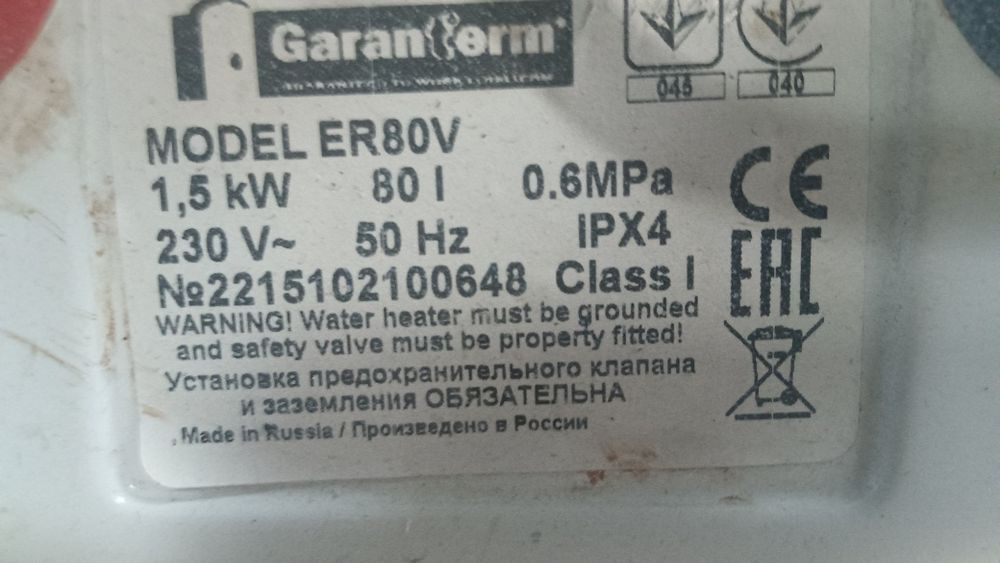 Garanterm
045 040
MODEL ER80V
1,5 kW 80 l 0.6MPa
230 V~ 50 Hz IPX4
№2215102100648 Class I
WARNING! Water heater must be grounded
and safety valve must be property fitted!
Установка предохранительного клапана
и заземления ОБЯЗАТЕЛЬНА
Made in Russia / Произведено в России
CE
EAC